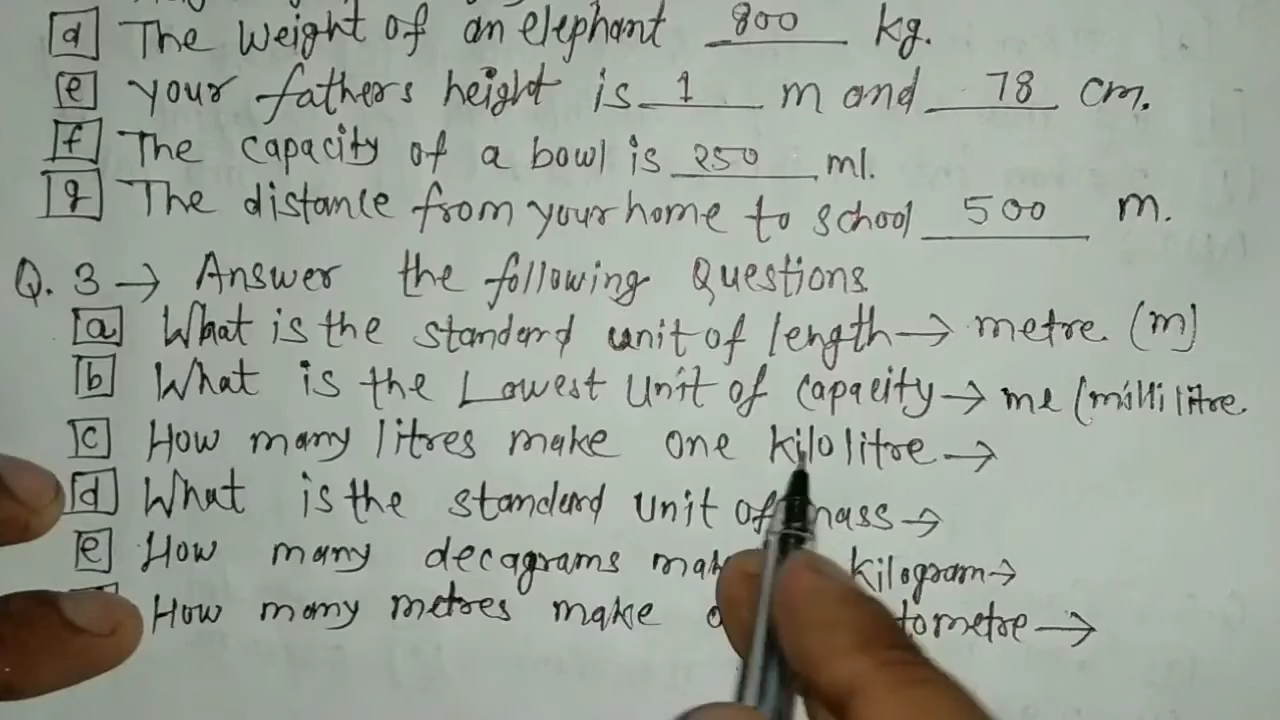 d The weight of an elephant 800 kg.
e your fathers height is 1 m and 78 cm.
f The capacity of a bowl is 250 ml.
g The distance from your home to school 500 m.
Q. 3 → Answer the following Questions
a What is the standard unit of length → metre (m)
b What is the Lowest Unit of capacity → ml (millilitre
c How many litres make one kilolitre →
d What is the standard Unit of mass →
e How many decagrams kilogram →
How many metres make →